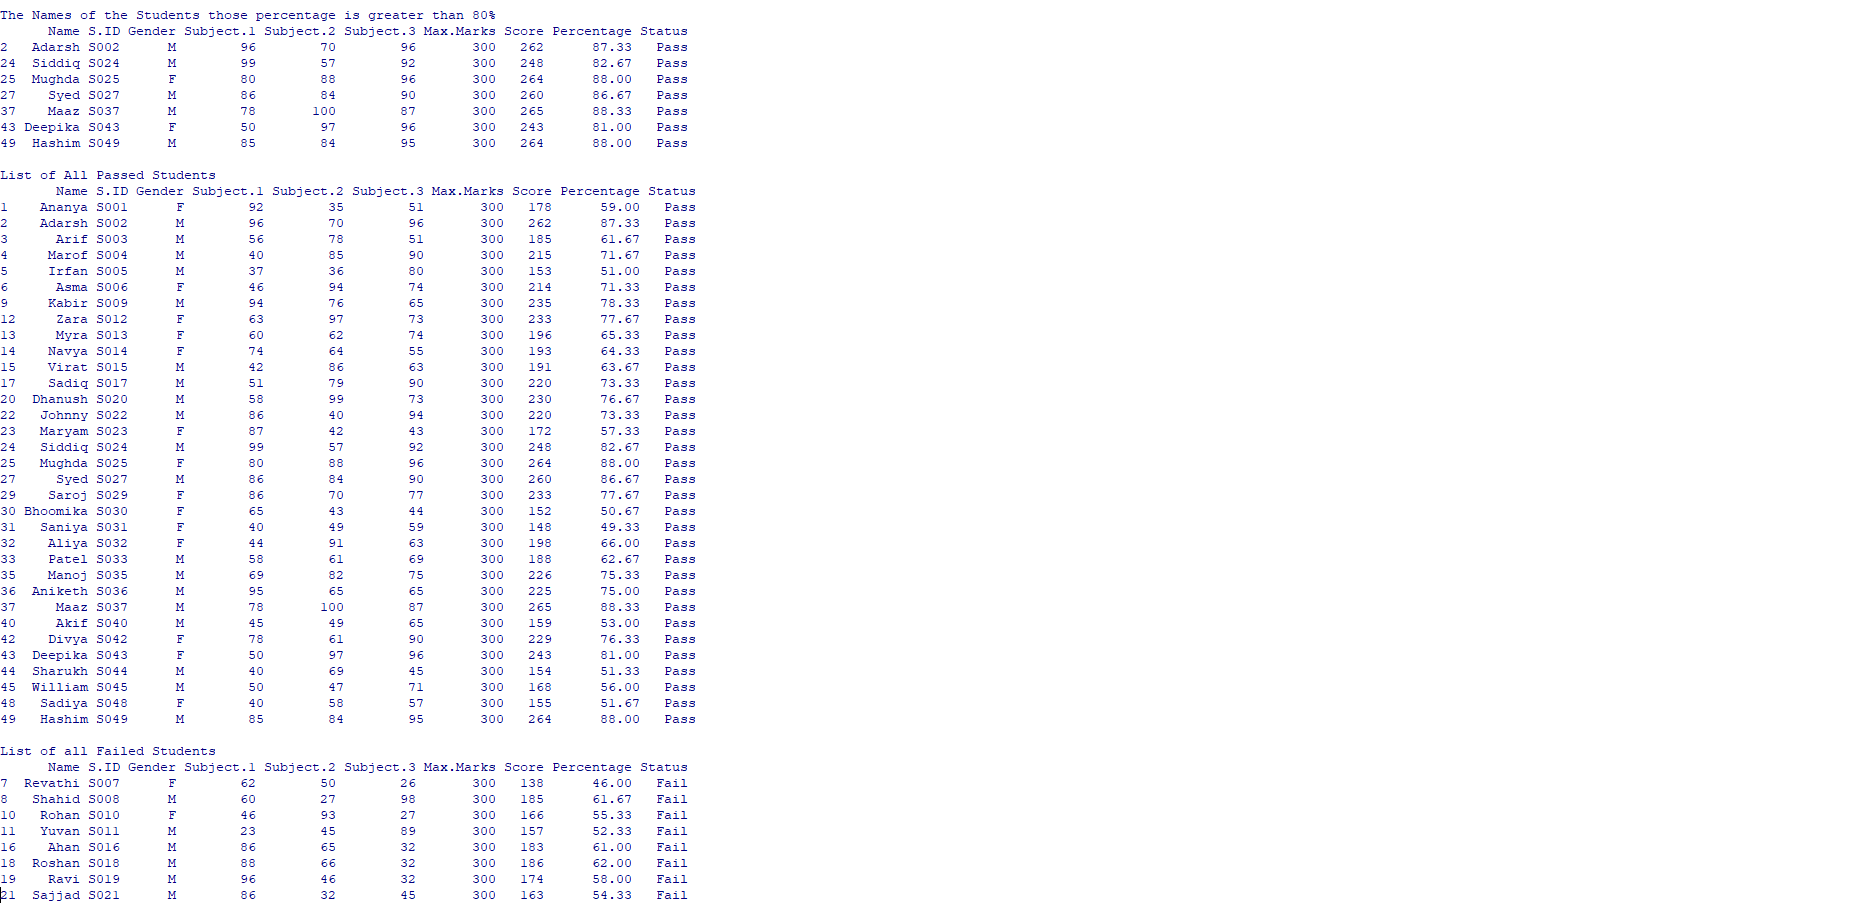 The Names of the Students those percentage is greater than 80%
Name S.ID Gender Subject.1 Subject.2 Subject.3 Max.Marks Score Percentage Status
2 Adarsh S002 M 96 70 96 300 262 87.33 Pass
24 Siddiq S024 M 99 57 92 300 248 82.67 Pass
25 Mughda S025 F 80 88 96 300 264 88.00 Pass
27 Syed S027 M 86 84 90 300 260 86.67 Pass
37 Maaz S037 M 78 100 87 300 265 88.33 Pass
43 Deepika S043 F 50 97 96 300 243 81.00 Pass
49 Hashim S049 M 85 84 95 300 264 88.00 Pass
List of All Passed Students
Name S.ID Gender Subject.1 Subject.2 Subject.3 Max.Marks Score Percentage Status
1 Ananya S001 F 92 35 51 300 178 59.00 Pass
2 Adarsh S002 M 96 70 96 300 262 87.33 Pass
3 Arif S003 M 56 78 51 300 185 61.67 Pass
4 Marof S004 M 40 85 90 300 215 71.67 Pass
5 Irfan S005 M 37 36 80 300 153 51.00 Pass
6 Asma S006 F 46 94 74 300 214 71.33 Pass
9 Kabir S009 M 94 76 65 300 235 78.33 Pass
12 Zara S012 F 63 97 73 300 233 77.67 Pass
13 Myra S013 F 60 62 74 300 196 65.33 Pass
14 Navya S014 F 74 64 55 300 193 64.33 Pass
15 Virat S015 M 42 86 63 300 191 63.67 Pass
17 Sadiq S017 M 51 79 90 300 220 73.33 Pass
20 Dhanush S020 M 58 99 73 300 230 76.67 Pass
22 Johnny S022 M 86 40 94 300 220 73.33 Pass
23 Maryam S023 F 87 42 43 300 172 57.33 Pass
24 Siddiq S024 M 99 57 92 300 248 82.67 Pass
25 Mughda S025 F 80 88 96 300 264 88.00 Pass
27 Syed S027 M 86 84 90 300 260 86.67 Pass
29 Saroj S029 F 86 70 77 300 233 77.67 Pass
30 Bhoomika S030 F 65 43 44 300 152 50.67 Pass
31 Saniya S031 F 40 49 59 300 148 49.33 Pass
32 Aliya S032 F 44 91 63 300 198 66.00 Pass
33 Patel S033 M 58 61 69 300 188 62.67 Pass
35 Manoj S035 M 69 82 75 300 226 75.33 Pass
36 Aniketh S036 M 95 65 65 300 225 75.00 Pass
37 Maaz S037 M 78 100 87 300 265 88.33 Pass
40 Akif S040 M 45 49 65 300 159 53.00 Pass
42 Divya S042 F 78 61 90 300 229 76.33 Pass
43 Deepika S043 F 50 97 96 300 243 81.00 Pass
44 Sharukh S044 M 40 69 45 300 154 51.33 Pass
45 William S045 M 50 47 71 300 168 56.00 Pass
48 Sadiya S048 F 40 58 57 300 155 51.67 Pass
49 Hashim S049 M 85 84 95 300 264 88.00 Pass
List of all Failed Students
Name S.ID Gender Subject.1 Subject.2 Subject.3 Max.Marks Score Percentage Status
7 Revathi S007 F 62 50 26 300 138 46.00 Fail
8 Shahid S008 M 60 27 98 300 185 61.67 Fail
10 Rohan S010 F 46 93 27 300 166 55.33 Fail
11 Yuvan S011 M 23 45 89 300 157 52.33 Fail
16 Ahan S016 M 86 65 32 300 183 61.00 Fail
18 Roshan S018 M 88 66 32 300 186 62.00 Fail
19 Ravi S019 M 96 46 32 300 174 58.00 Fail
21 Sajjad S021 M 86 32 45 300 163 54.33 Fail